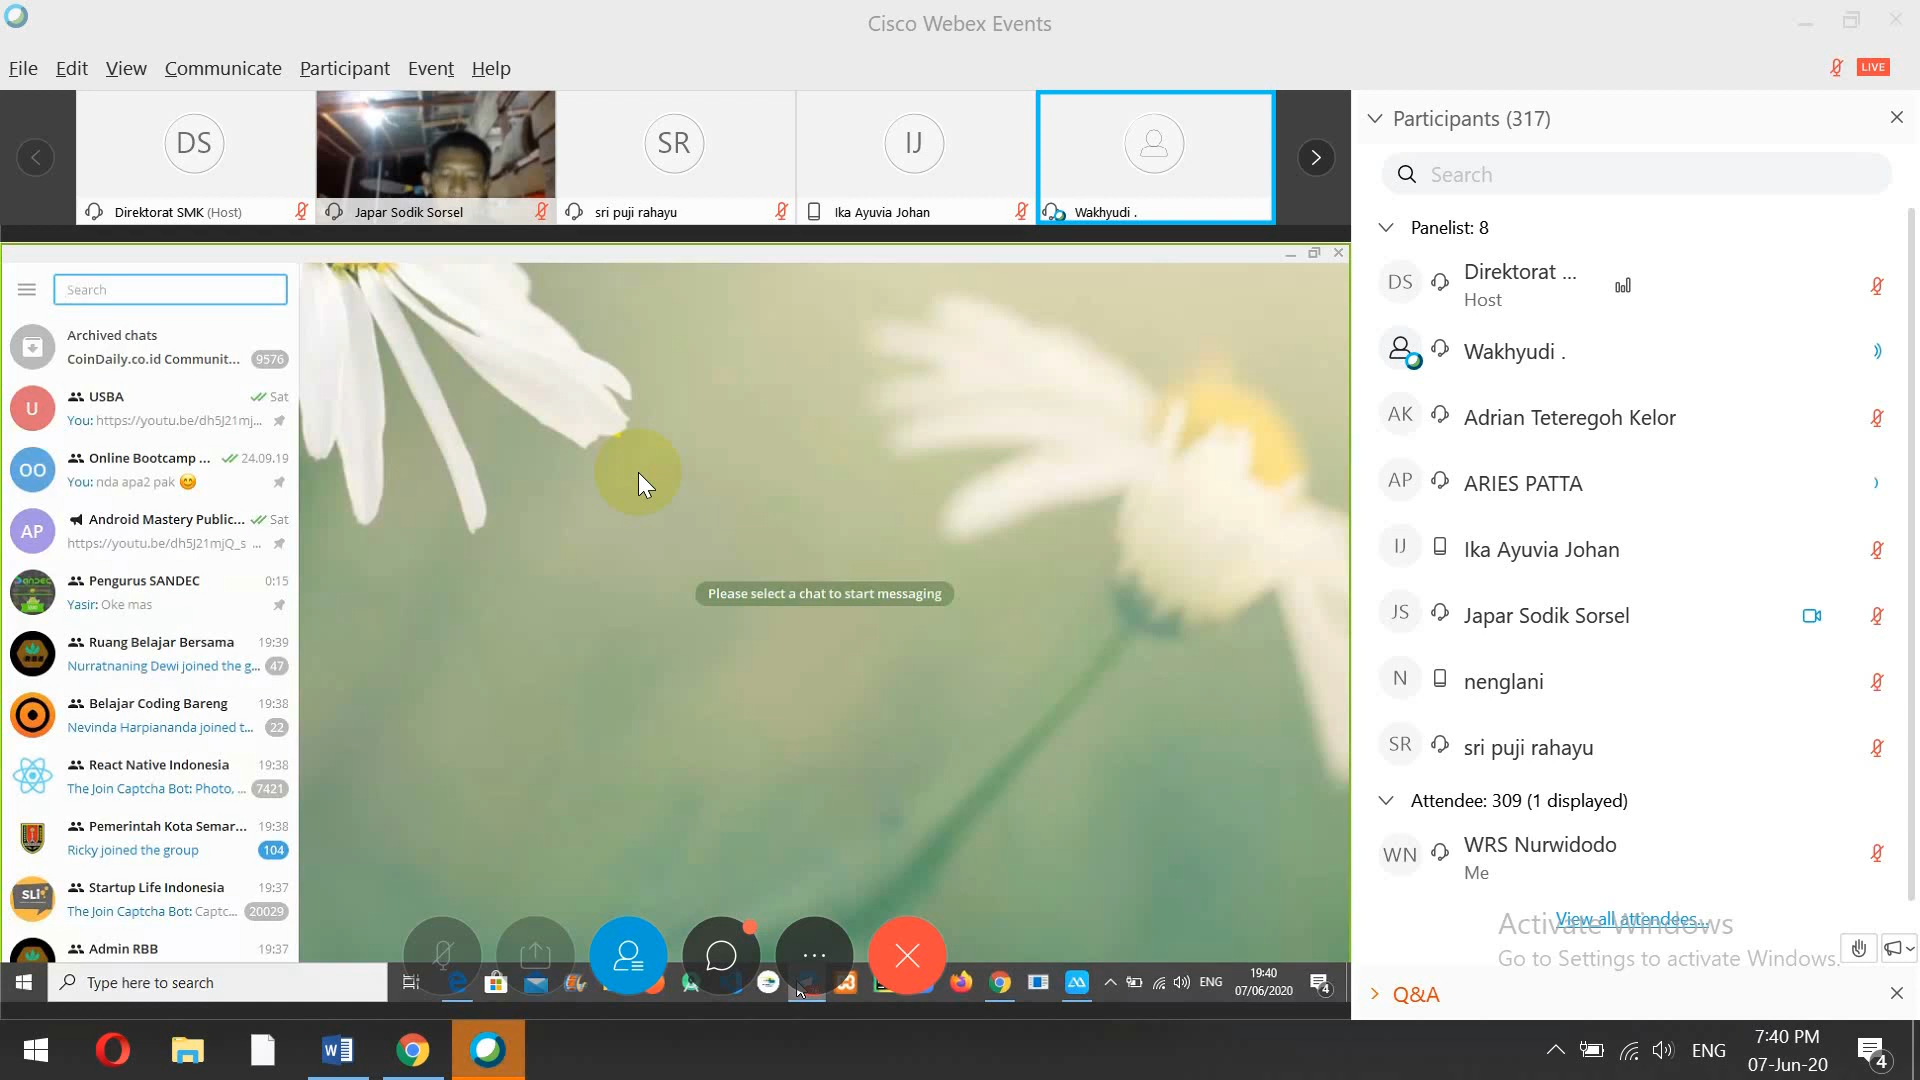 Cisco Webex Events
File Edit View Communicate Participant Event Help
LIVE
DS
SR
IJ
Direktorat SMK (Host)
Japar Sodik Sorsel
sri puji rahayu
Ika Ayuvia Johan
Wakhyudi .
Search
Archived chats
CoinDaily.co.id Communit... 9576
U
USBA Sat
You: https://youtu.be/dh5J21mj...
OO
Online Bootcamp ... 24.09.19
You: nda apa2 pak 😊
AP
Android Mastery Public... Sat
https://youtu.be/dh5J21mjQ_s ...
Pengurus SANDEC 0:15
Yasir: Oke mas
Ruang Belajar Bersama 19:39
Nurratnaning Dewi joined the g... 47
Belajar Coding Bareng 19:38
Nevinda Harpiananda joined t... 22
React Native Indonesia 19:38
The Join Captcha Bot: Photo, ... 7421
Pemerintah Kota Semar... 19:38
Ricky joined the group 104
SLI
Startup Life Indonesia 19:37
The Join Captcha Bot: Captc... 20029
Admin RBB 19:37
Please select a chat to start messaging
Type here to search
ENG
19:40
07/06/2020
4
Participants (317)
Search
Panelist: 8
DS
Direktorat ...
Host
Wakhyudi .
AK
Adrian Teteregoh Kelor
AP
ARIES PATTA
IJ
Ika Ayuvia Johan
JS
Japar Sodik Sorsel
N
nenglani
SR
sri puji rahayu
Attendee: 309 (1 displayed)
WN
WRS Nurwidodo
Me
View all attendees...
Activate Windows
Go to Settings to activate Windows.
Q&A
ENG
7:40 PM
07-Jun-20
4